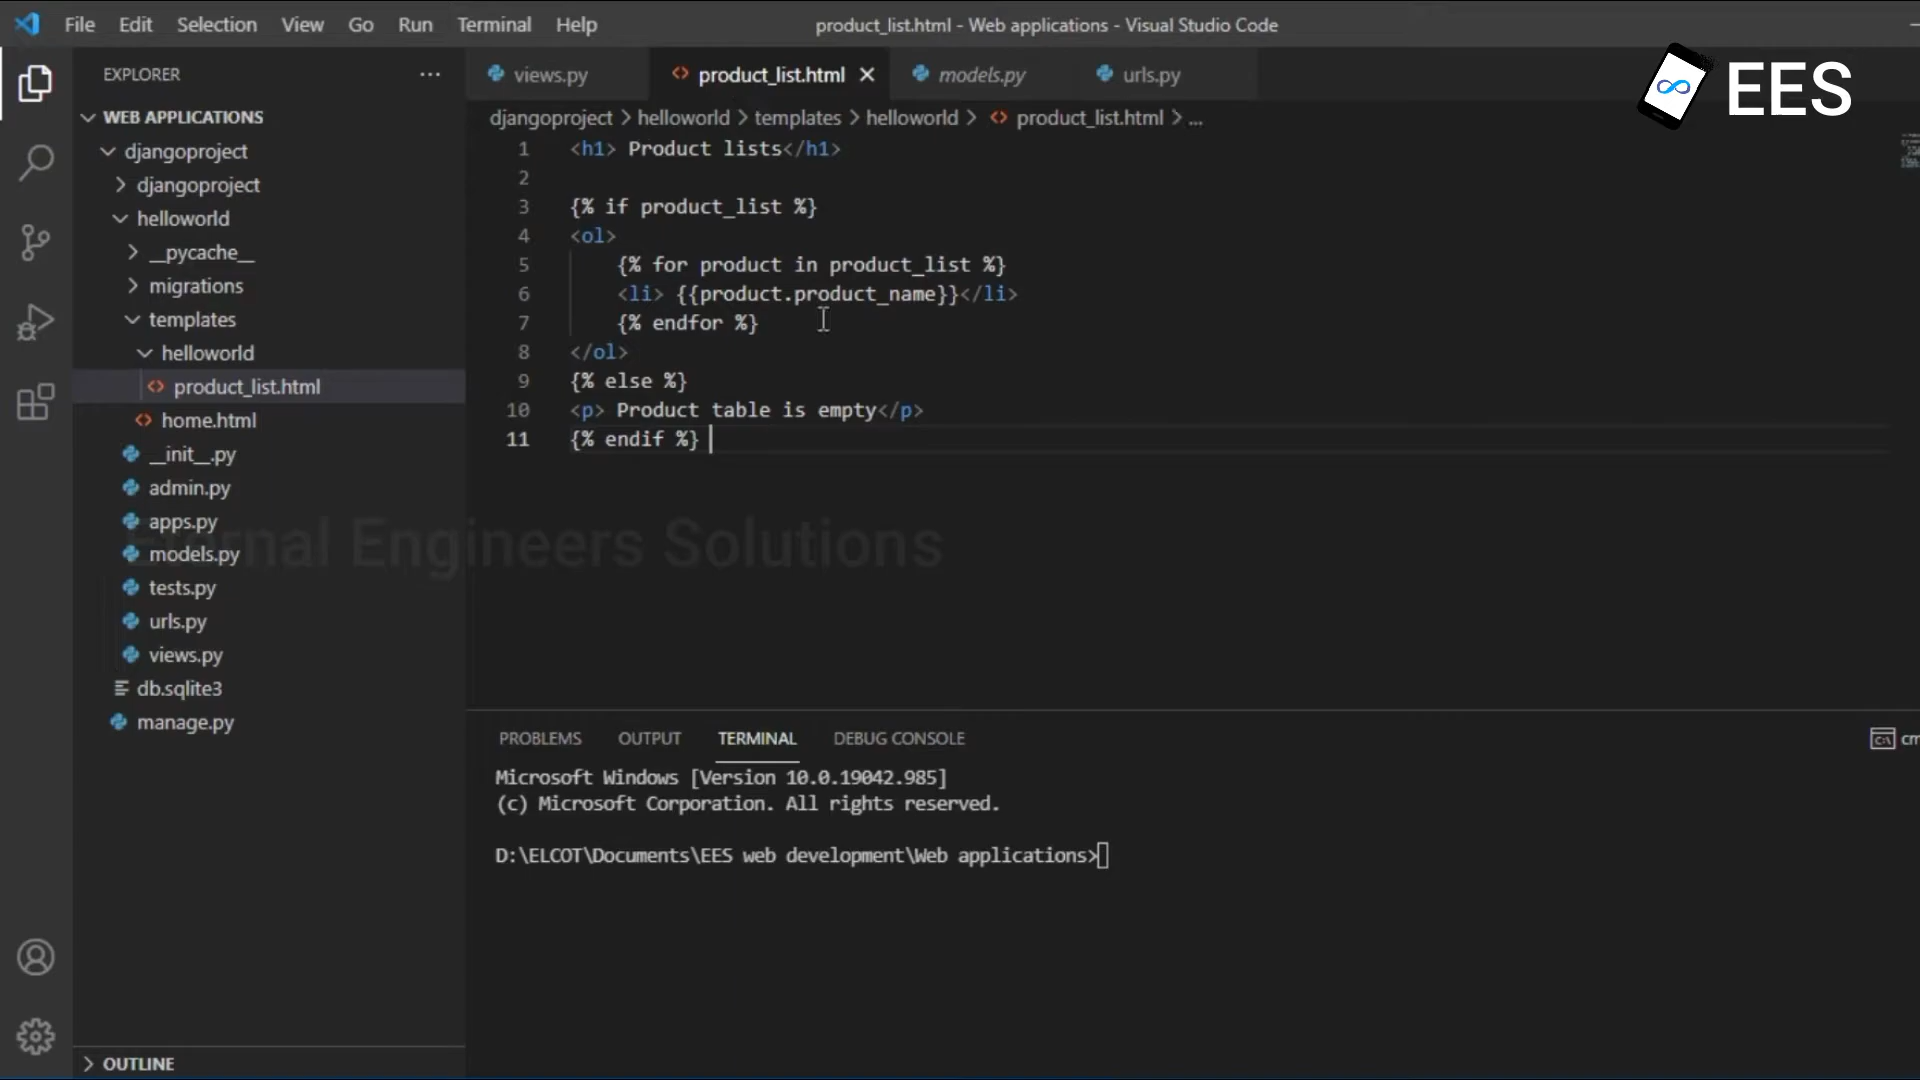 File Edit Selection View Go Run Terminal Help
product_list.html - Web applications - Visual Studio Code
EES
EXPLORER
WEB APPLICATIONS
djangoproject
djangoproject
helloworld
__pycache__
migrations
templates
helloworld
product_list.html
home.html
__init__.py
admin.py
apps.py
models.py
tests.py
urls.py
views.py
db.sqlite3
manage.py
OUTLINE
views.py product_list.html models.py urls.py
djangoproject > helloworld > templates > helloworld > product_list.html > ...
1 <h1> Product lists</h1>
2
3 {% if product_list %}
4 <ol>
5 {% for product in product_list %}
6 <li> {{product.product_name}}</li>
7 {% endfor %}
8 </ol>
9 {% else %}
10 <p> Product table is empty</p>
11 {% endif %}
Eternal Engineers Solutions
PROBLEMS OUTPUT TERMINAL DEBUG CONSOLE
Microsoft Windows [Version 10.0.19042.985]
(c) Microsoft Corporation. All rights reserved.
D:\ELCOT\Documents\EES web development\Web applications>